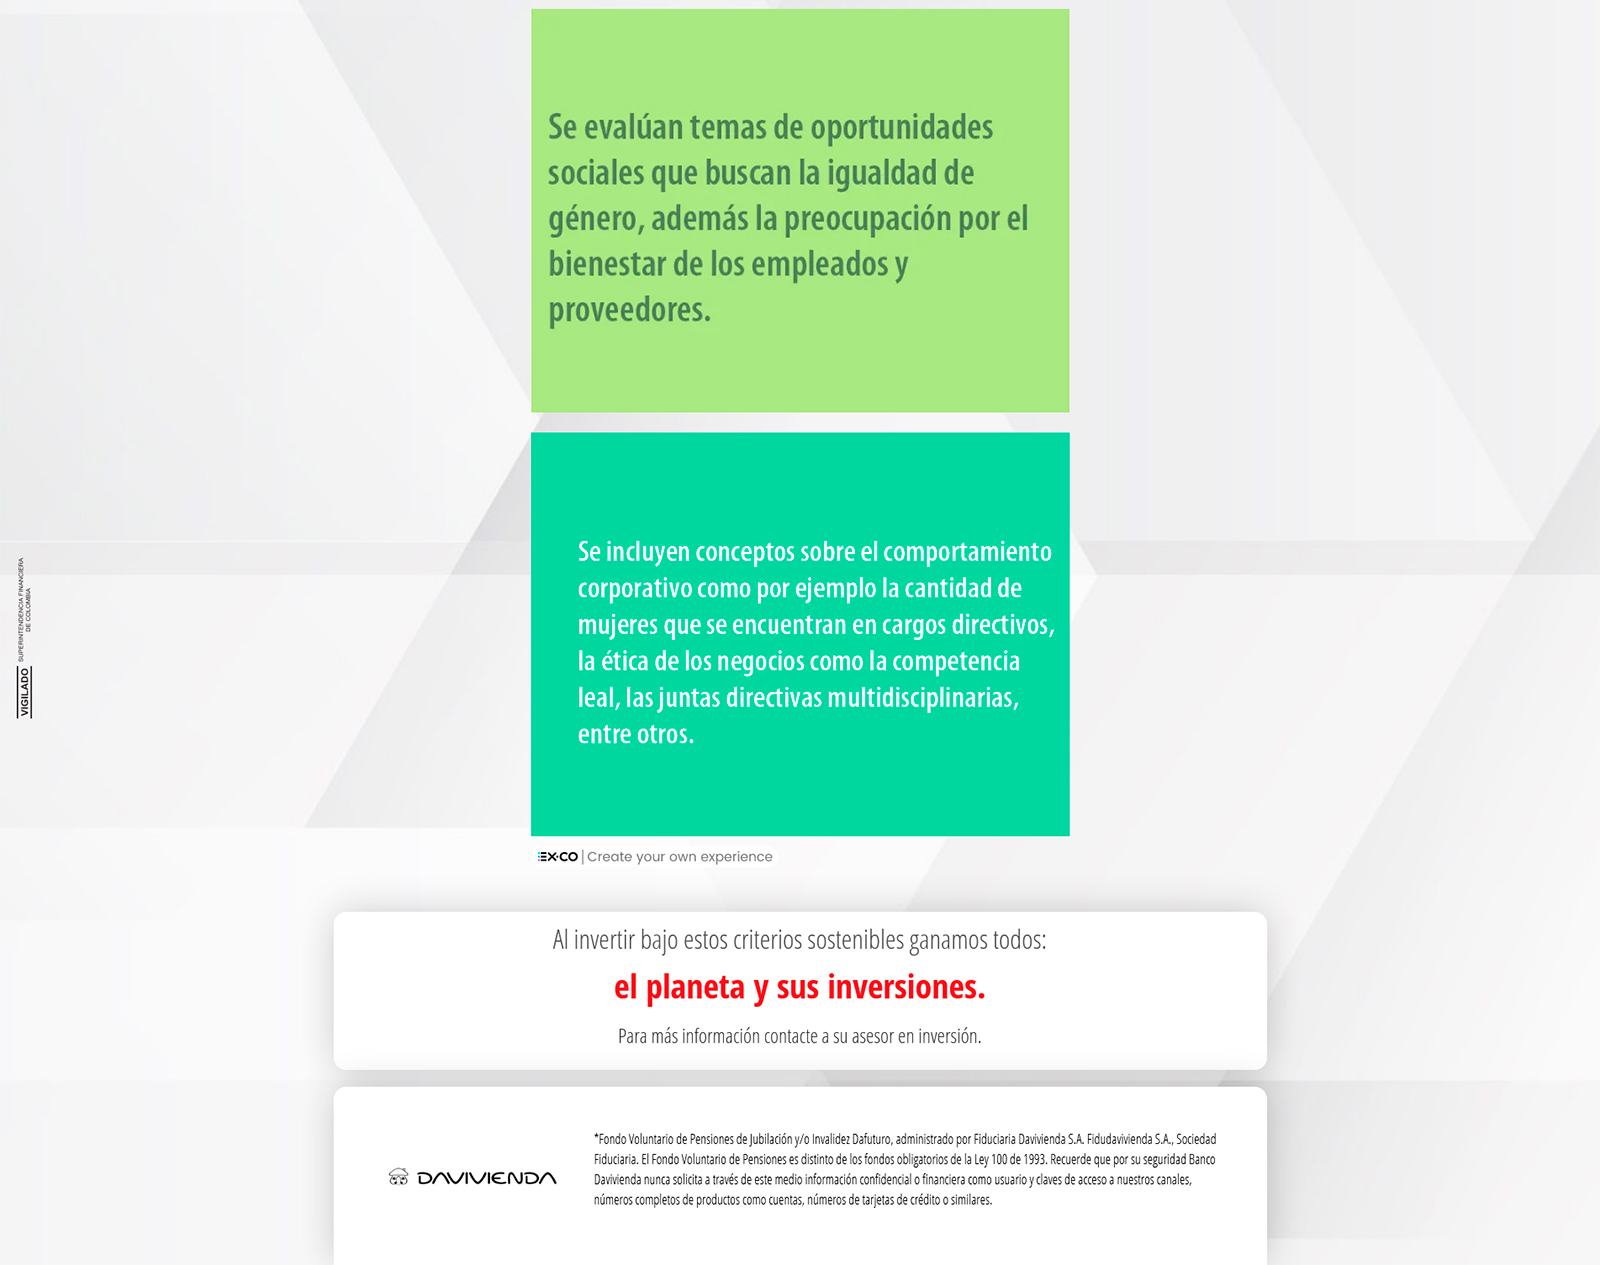 Se evalúan temas de oportunidades
sociales que buscan la igualdad de
género, además la preocupación por el
bienestar de los empleados y
proveedores.
Se incluyen conceptos sobre el comportamiento
corporativo como por ejemplo la cantidad de
mujeres que se encuentran en cargos directivos,
la ética de los negocios como la competencia
leal, las juntas directivas multidisciplinarias,
entre otros.
VIGILADO SUPERINTENDENCIA FINANCIERA
DE COLOMBIA
EX.CO | Create your own experience
Al invertir bajo estos criterios sostenibles ganamos todos:
el planeta y sus inversiones.
Para más información contacte a su asesor en inversión.
DAVIVIENDA
*Fondo Voluntario de Pensiones de Jubilación y/o Invalidez Dafuturo, administrado por Fiduciaria Davivienda S.A. Fidudavivienda S.A., Sociedad
Fiduciaria. El Fondo Voluntario de Pensiones es distinto de los fondos obligatorios de la Ley 100 de 1993. Recuerde que por su seguridad Banco
Davivienda nunca solicita a través de este medio información confidencial o financiera como usuario y claves de acceso a nuestros canales,
números completos de productos como cuentas, números de tarjetas de crédito o similares.